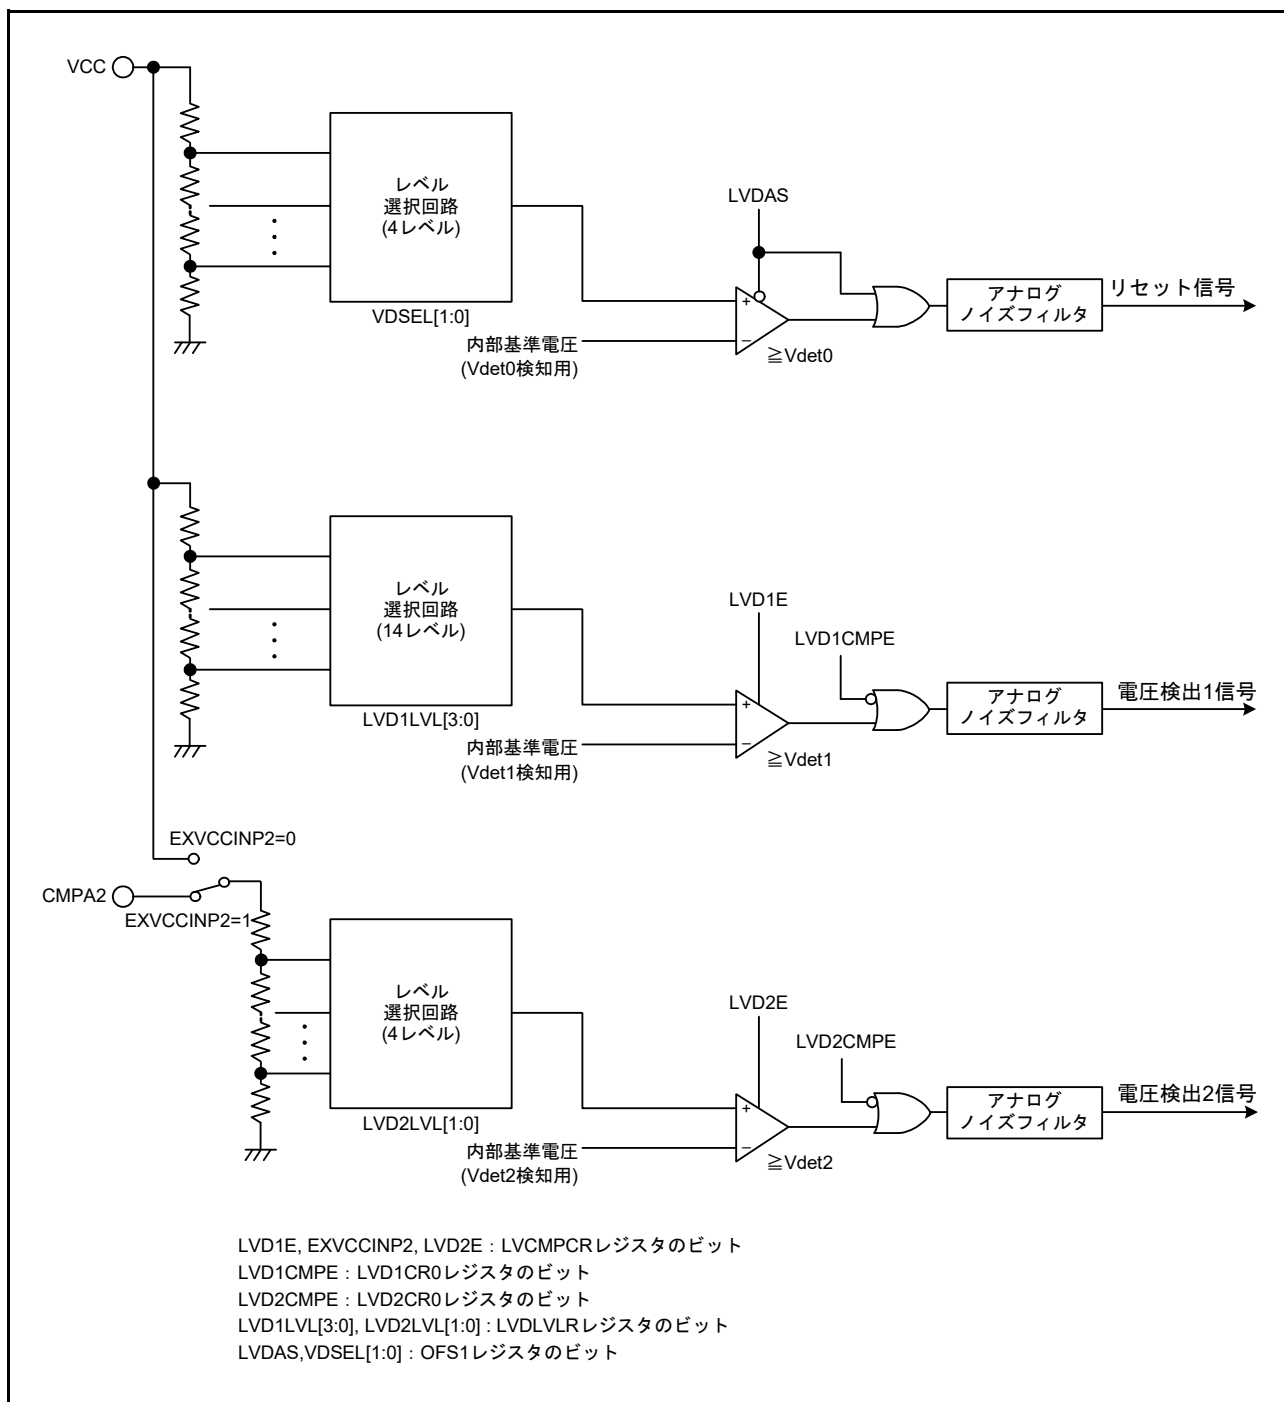 VCC
レベル
選択回路
(4レベル)
VDSEL[1:0]
LVDAS
+
−
内部基準電圧
(Vdet0検知用)
≧Vdet0
アナログ
ノイズフィルタ
リセット信号
レベル
選択回路
(14レベル)
LVD1LVL[3:0]
LVD1E
LVD1CMPE
+
−
内部基準電圧
(Vdet1検知用)
≧Vdet1
アナログ
ノイズフィルタ
電圧検出1信号
EXVCCINP2=0
CMPA2
EXVCCINP2=1
レベル
選択回路
(4レベル)
LVD2LVL[1:0]
LVD2E
LVD2CMPE
+
−
内部基準電圧
(Vdet2検知用)
≧Vdet2
アナログ
ノイズフィルタ
電圧検出2信号
LVD1E, EXVCCINP2, LVD2E：LVCMPCRレジスタのビット
LVD1CMPE：LVD1CR0レジスタのビット
LVD2CMPE：LVD2CR0レジスタのビット
LVD1LVL[3:0], LVD2LVL[1:0] : LVDLVLRレジスタのビット
LVDAS,VDSEL[1:0]：OFS1レジスタのビット